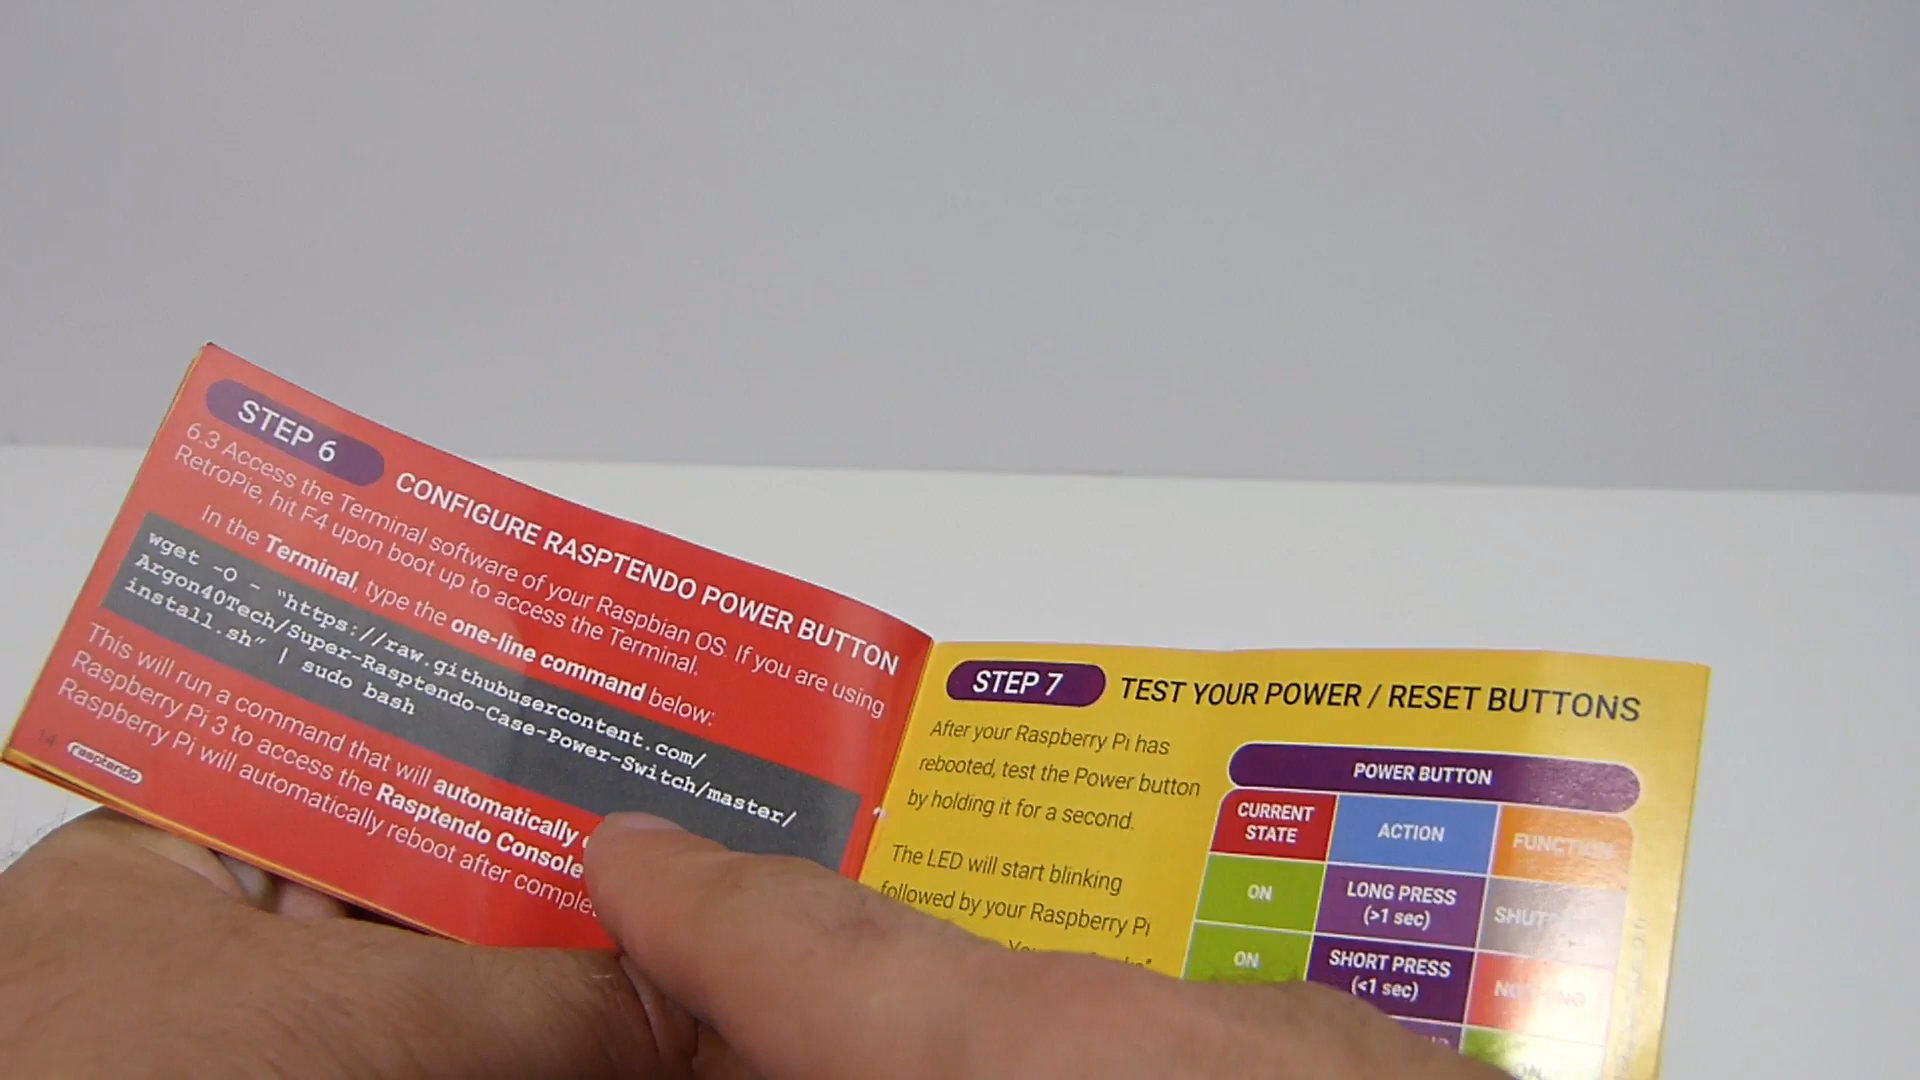 STEP 6
CONFIGURE RASPTENDO POWER BUTTON
6.3 Access the Terminal software of your Raspbian OS. If you are using
RetroPie, hit F4 upon boot up to access the Terminal.
In the Terminal, type the one-line command below:
wget -O - "https://raw.githubusercontent.com/
Argon40Tech/Super-Rasptendo-Case-Power-Switch/master/
install.sh" | sudo bash
This will run a command that will automatically
Raspberry Pi 3 to access the Rasptendo Console
Raspberry Pi will automatically reboot after
14 rasptendo
STEP 7
TEST YOUR POWER / RESET BUTTONS
After your Raspberry Pi has
rebooted, test the Power button
by holding it for a second.
The LED will start blinking
followed by your Raspberry Pi
POWER BUTTON
CURRENT
STATE
ACTION
FUNCTION
ON
LONG PRESS
(>1 sec)
ON
SHORT PRESS
(<1 sec)
NOTHING